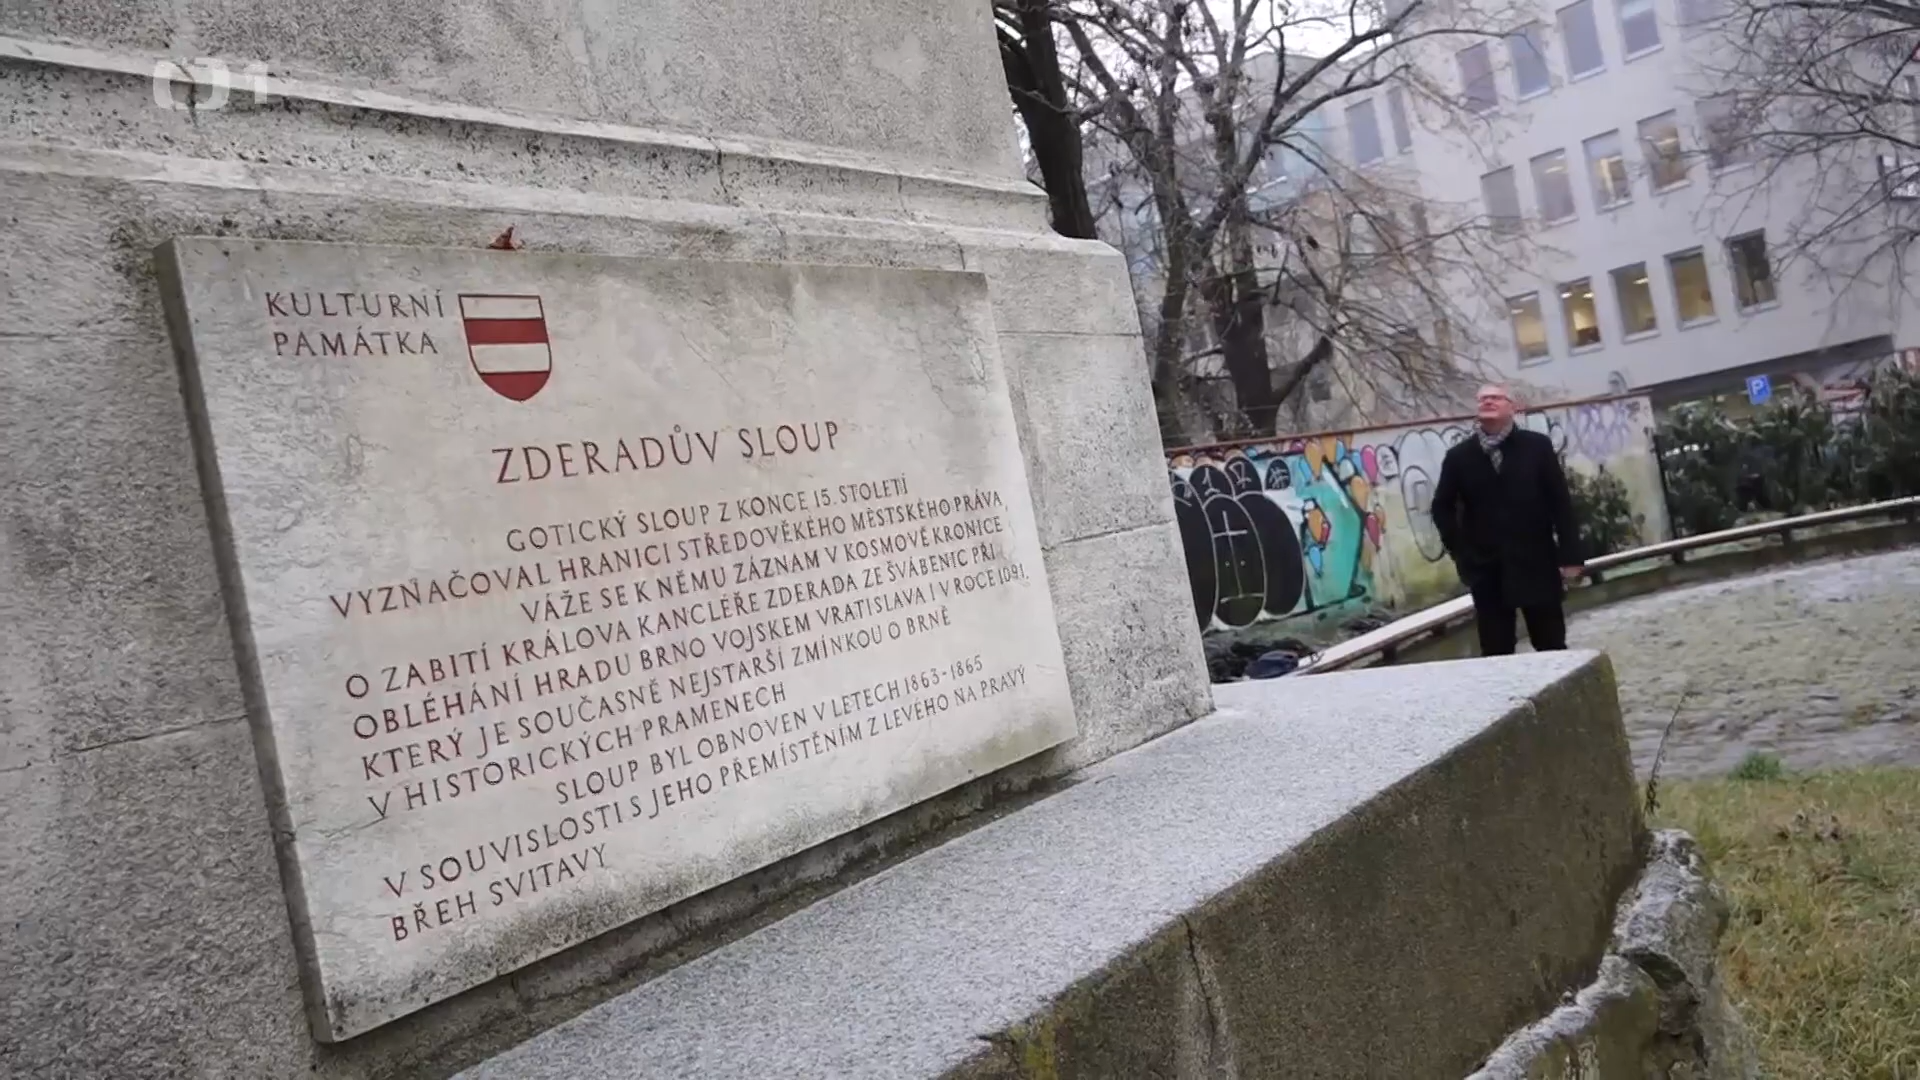 1
KULTURNÍ
PAMÁTKA
ZDERADŮV SLOUP
GOTICKÝ SLOUP Z KONCE 15. STOLETÍ
VYZNAČOVAL HRANICI STŘEDOVĚKÉHO MĚSTSKÉHO PRÁVA
VÁŽE SE K NĚMU ZÁZNAM V KOSMOVĚ KRONICE
O ZABITÍ KRÁLOVA KANCLÉŘE ZDERADA ZE ŠVÁBENIC PŘI
OBLÉHÁNÍ HRADU BRNO VOJSKEM VRATISLAVA I V ROCE 1091,
KTERÝ JE SOUČASNĚ NEJSTARŠÍ ZMÍNKOU O BRNĚ
V HISTORICKÝCH PRAMENECH
SLOUP BYL OBNOVEN V LETECH 1863-1865
V SOUVISLOSTI S JEHO PŘEMÍSTĚNÍM Z LEVÉHO NA PRAVÝ
BŘEH SVITAVY
P